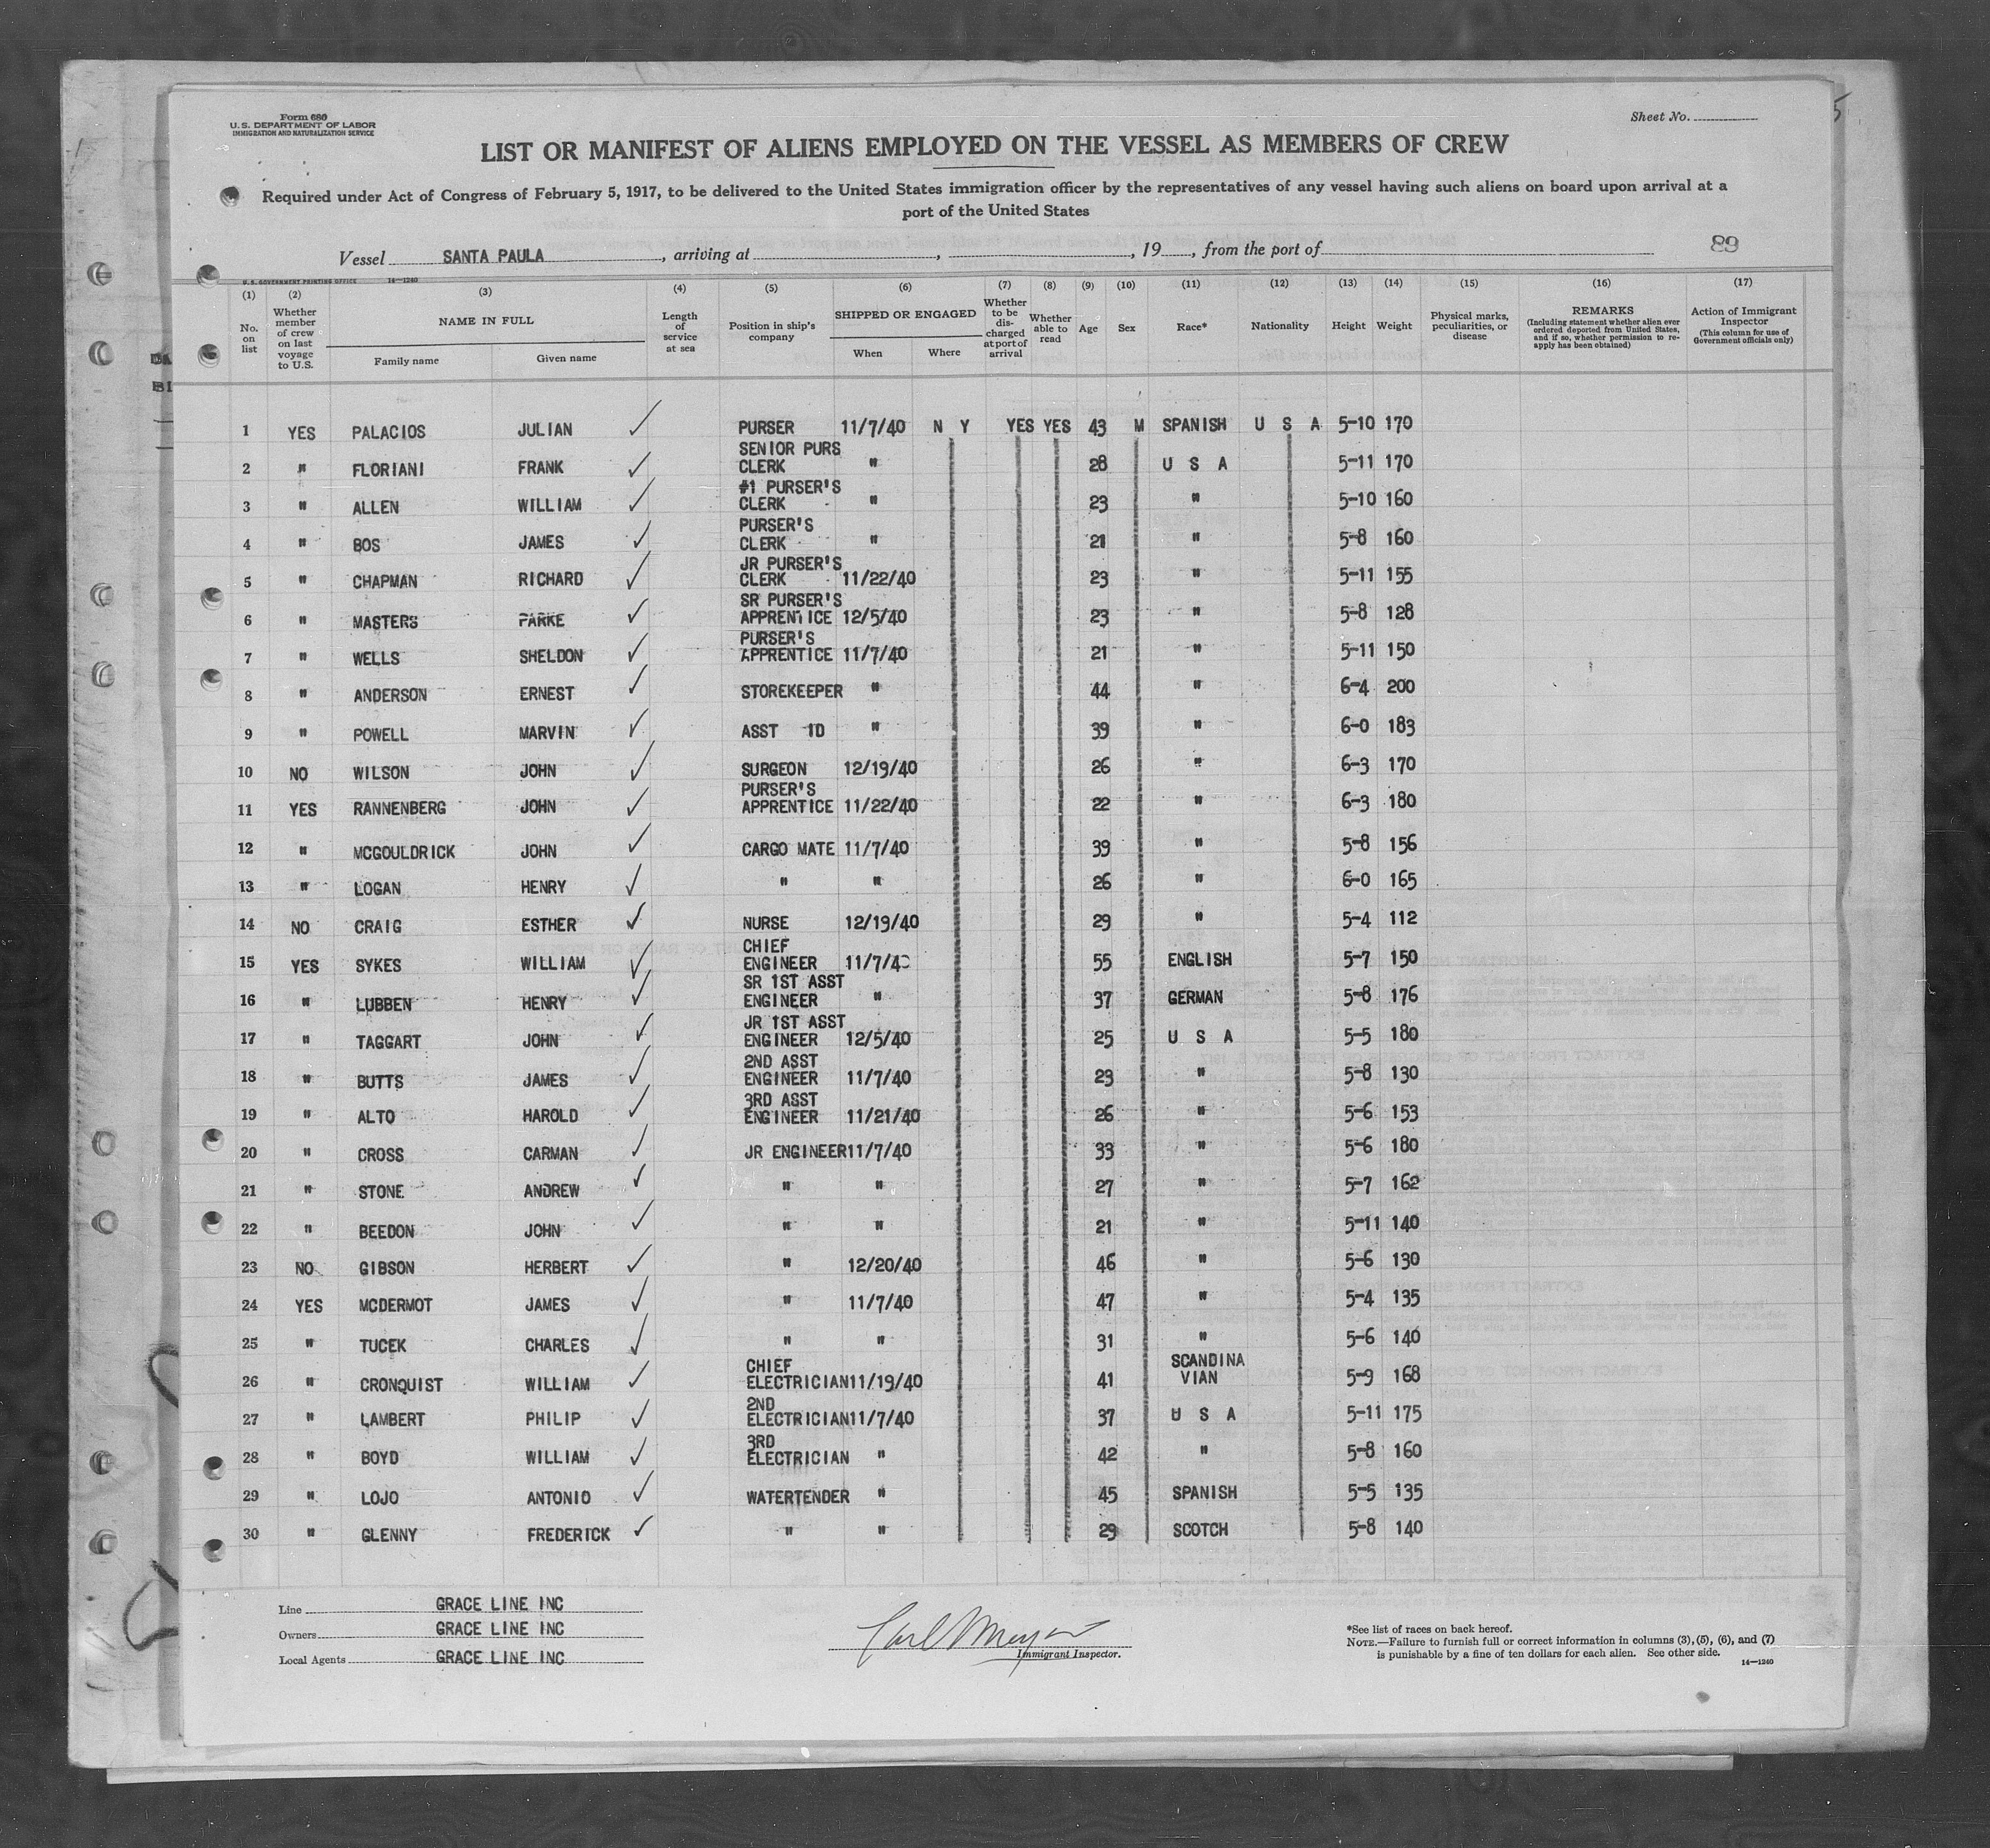 Form 680
U.S. DEPARTMENT OF LABOR
IMMIGRATION AND NATURALIZATION SERVICE
Sheet No.
LIST OR MANIFEST OF ALIENS EMPLOYED ON THE VESSEL AS MEMBERS OF CREW
Required under Act of Congress of February 5, 1917, to be delivered to the United States immigration officer by the representatives of any vessel having such aliens on board upon arrival at a
port of the United States
Vessel SANTA PAULA, arriving at , , 19 , from the port of 89
U.S. GOVERNMENT PRINTING OFFICE 14—1240
(1) (2) (3) (4) (5) (6) (7) (8) (9) (10) (11) (12) (13) (14) (15) (16) (17)
No. on list
Whether member of crew on last voyage to U.S.
NAME IN FULL
Family name Given name
Length of service at sea
Position in ship's company
SHIPPED OR ENGAGED
When Where
Whether to be discharged at port of arrival
Whether able to read
Age
Sex
Race*
Nationality
Height
Weight
Physical marks, peculiarities, or disease
REMARKS
(Including statement whether alien ever ordered deported from United States, and if so, whether permission to re-apply has been obtained)
Action of Immigrant Inspector
(This column for use of Government officials only)
1 YES PALACIOS JULIAN ✓ PURSER 11/7/40 N Y YES YES 43 M SPANISH U S A 5-10 170
2 " FLORIANI FRANK ✓ SENIOR PURS CLERK " 28 U S A 5-11 170
3 " ALLEN WILLIAM ✓ #1 PURSER'S CLERK " 23 " 5-10 160
4 " BOS JAMES ✓ PURSER'S CLERK " 21 " 5-8 160
5 " CHAPMAN RICHARD ✓ JR PURSER'S CLERK 11/22/40 23 " 5-11 155
6 " MASTERS PARKE ✓ SR PURSER'S APPRENTICE 12/5/40 23 " 5-8 128
7 " WELLS SHELDON ✓ PURSER'S APPRENTICE 11/7/40 21 " 5-11 150
8 " ANDERSON ERNEST ✓ STOREKEEPER " 44 " 6-4 200
9 " POWELL MARVIN ✓ ASST 1D " 39 " 6-0 183
10 NO WILSON JOHN ✓ SURGEON 12/19/40 26 " 6-3 170
11 YES RANNENBERG JOHN ✓ PURSER'S APPRENTICE 11/22/40 22 " 6-3 180
12 " MCGOULDRICK JOHN ✓ CARGO MATE 11/7/40 39 " 5-8 156
13 " LOGAN HENRY ✓ " " 26 " 6-0 165
14 NO CRAIG ESTHER ✓ NURSE 12/19/40 29 " 5-4 112
15 YES SYKES WILLIAM ✓ CHIEF ENGINEER 11/7/40 55 ENGLISH 5-7 150
16 " LUBBEN HENRY ✓ SR 1ST ASST ENGINEER " 37 GERMAN 5-8 176
17 " TAGGART JOHN ✓ JR 1ST ASST ENGINEER 12/5/40 25 U S A 5-5 180
18 " BUTTS JAMES ✓ 2ND ASST ENGINEER 11/7/40 23 " 5-8 130
19 " ALTO HAROLD ✓ 3RD ASST ENGINEER 11/21/40 26 " 5-6 153
20 " CROSS CARMAN ✓ JR ENGINEER 11/7/40 33 " 5-6 180
21 " STONE ANDREW ✓ " " 27 " 5-7 162
22 " BEEDON JOHN ✓ " " 21 " 5-11 140
23 NO GIBSON HERBERT ✓ " 12/20/40 46 " 5-6 130
24 YES MCDERMOT JAMES ✓ " 11/7/40 47 " 5-4 135
25 " TUCEK CHARLES ✓ " " 31 " 5-6 140
26 " CRONQUIST WILLIAM ✓ CHIEF ELECTRICIAN 11/19/40 41 SCANDINAVIAN 5-9 168
27 " LAMBERT PHILIP ✓ 2ND ELECTRICIAN 11/7/40 37 U S A 5-11 175
28 " BOYD WILLIAM ✓ 3RD ELECTRICIAN " 42 " 5-8 160
29 " LOJO ANTONIO ✓ WATERTENDER " 45 SPANISH 5-5 135
30 " GLENNY FREDERICK ✓ " " 29 SCOTCH 5-8 140
Line GRACE LINE INC
Owners GRACE LINE INC
Local Agents GRACE LINE INC
Carl Meyer
Immigrant Inspector.
*See list of races on back hereof.
NOTE.—Failure to furnish full or correct information in columns (3), (5), (6), and (7)
is punishable by a fine of ten dollars for each alien. See other side.
14—1240